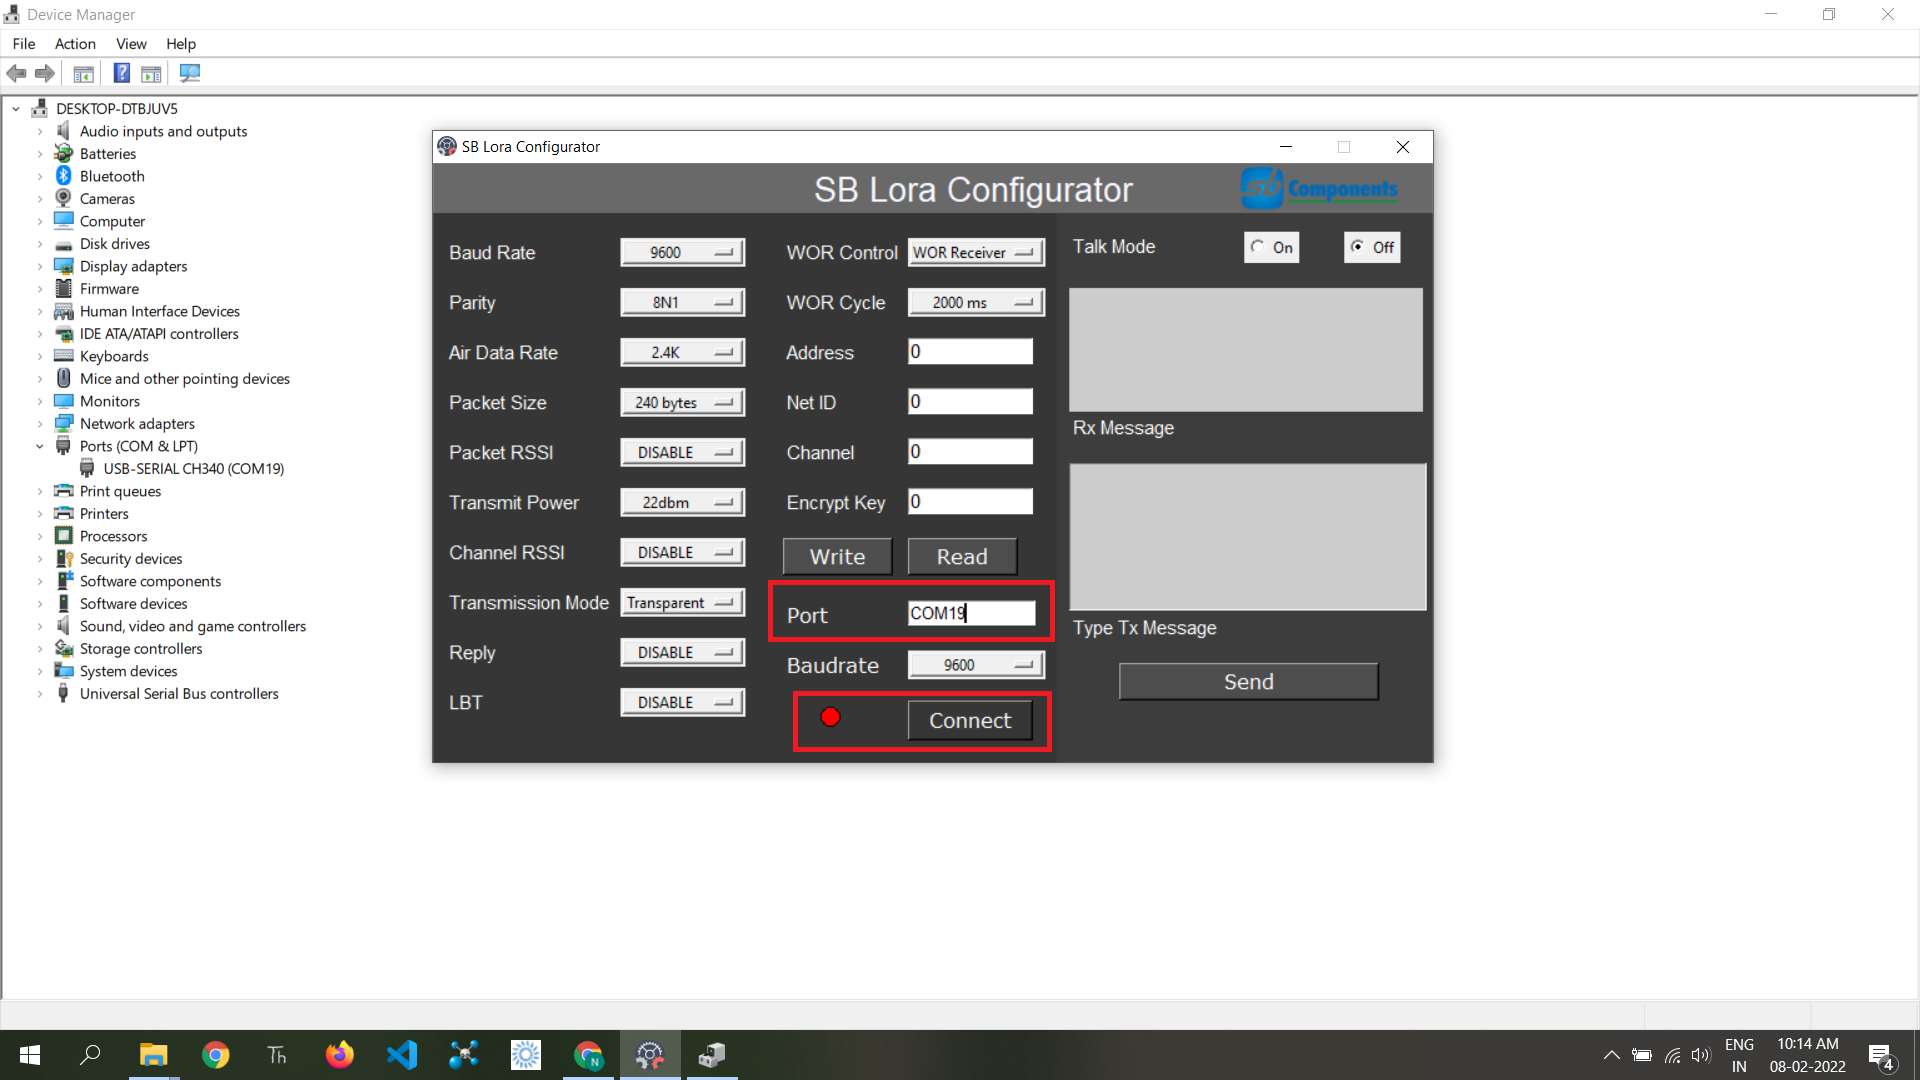 Device Manager
File Action View Help
DESKTOP-DTBJUV5
Audio inputs and outputs
Batteries
Bluetooth
Cameras
Computer
Disk drives
Display adapters
Firmware
Human Interface Devices
IDE ATA/ATAPI controllers
Keyboards
Mice and other pointing devices
Monitors
Network adapters
Ports (COM & LPT)
USB-SERIAL CH340 (COM19)
Print queues
Printers
Processors
Security devices
Software components
Software devices
Sound, video and game controllers
Storage controllers
System devices
Universal Serial Bus controllers
SB Lora Configurator
SB Lora Configurator
sb Components
Baud Rate 9600
Parity 8N1
Air Data Rate 2.4K
Packet Size 240 bytes
Packet RSSI DISABLE
Transmit Power 22dbm
Channel RSSI DISABLE
Transmission Mode Transparent
Reply DISABLE
LBT DISABLE
WOR Control WOR Receiver
WOR Cycle 2000 ms
Address 0
Net ID 0
Channel 0
Encrypt Key 0
Write Read
Port COM19
Baudrate 9600
Connect
Talk Mode On Off
Rx Message
Type Tx Message
Send
Th
N
ENG
IN
10:14 AM
08-02-2022
4